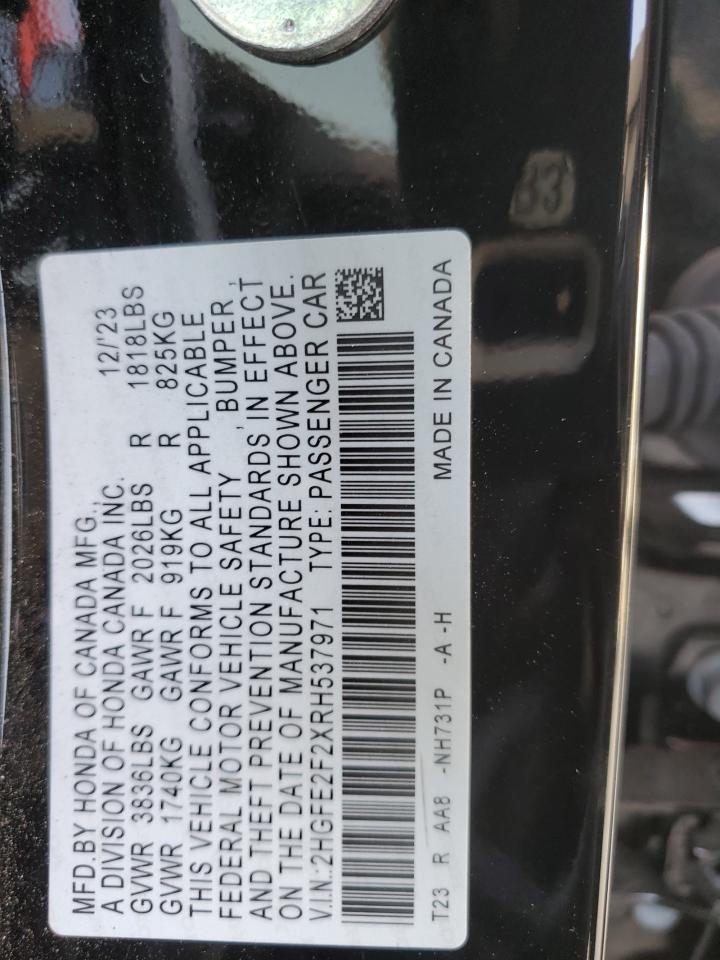 MFD.BY HONDA OF CANADA MFG.,
A DIVISION OF HONDA CANADA INC. 12/'23
GVWR 3836LBS GAWR F 2026LBS R 1818LBS
GVWR 1740KG GAWR F 919KG R 825KG
THIS VEHICLE CONFORMS TO ALL APPLICABLE
FEDERAL MOTOR VEHICLE SAFETY , BUMPER ,
AND THEFT PREVENTION STANDARDS, IN EFFECT
ON THE DATE OF MANUFACTURE SHOWN ABOVE.
V.I.N.:2HGFE2F2XRH537971 TYPE: PASSENGER CAR
T23 R AA8 -NH731P -A -H MADE IN CANADA